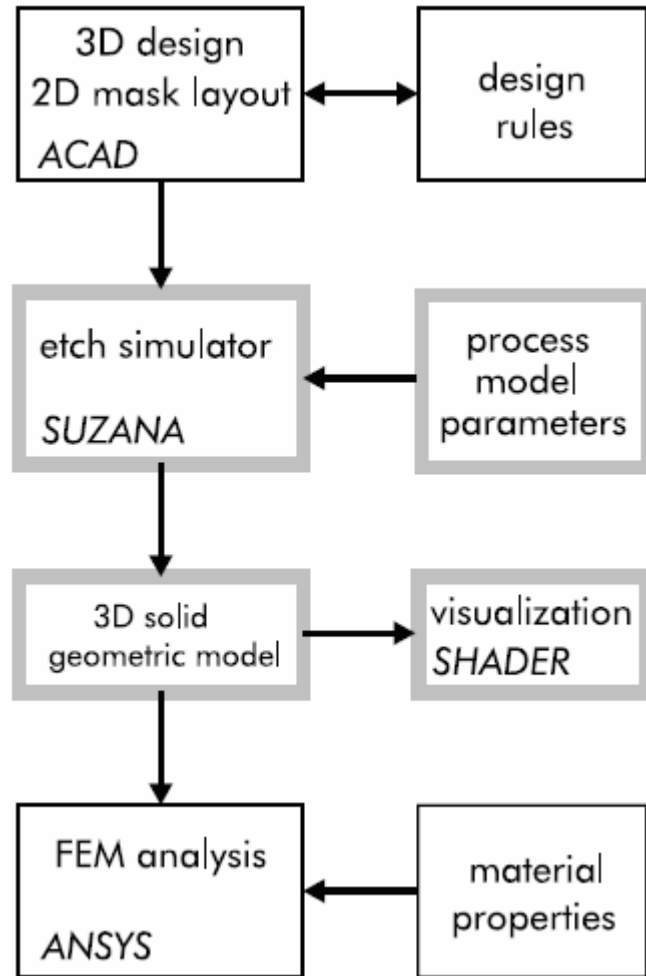 3D design
2D mask layout
ACAD
design
rules
etch simulator
SUZANA
process
model
parameters
3D solid
geometric model
visualization
SHADER
FEM analysis
ANSYS
material
properties